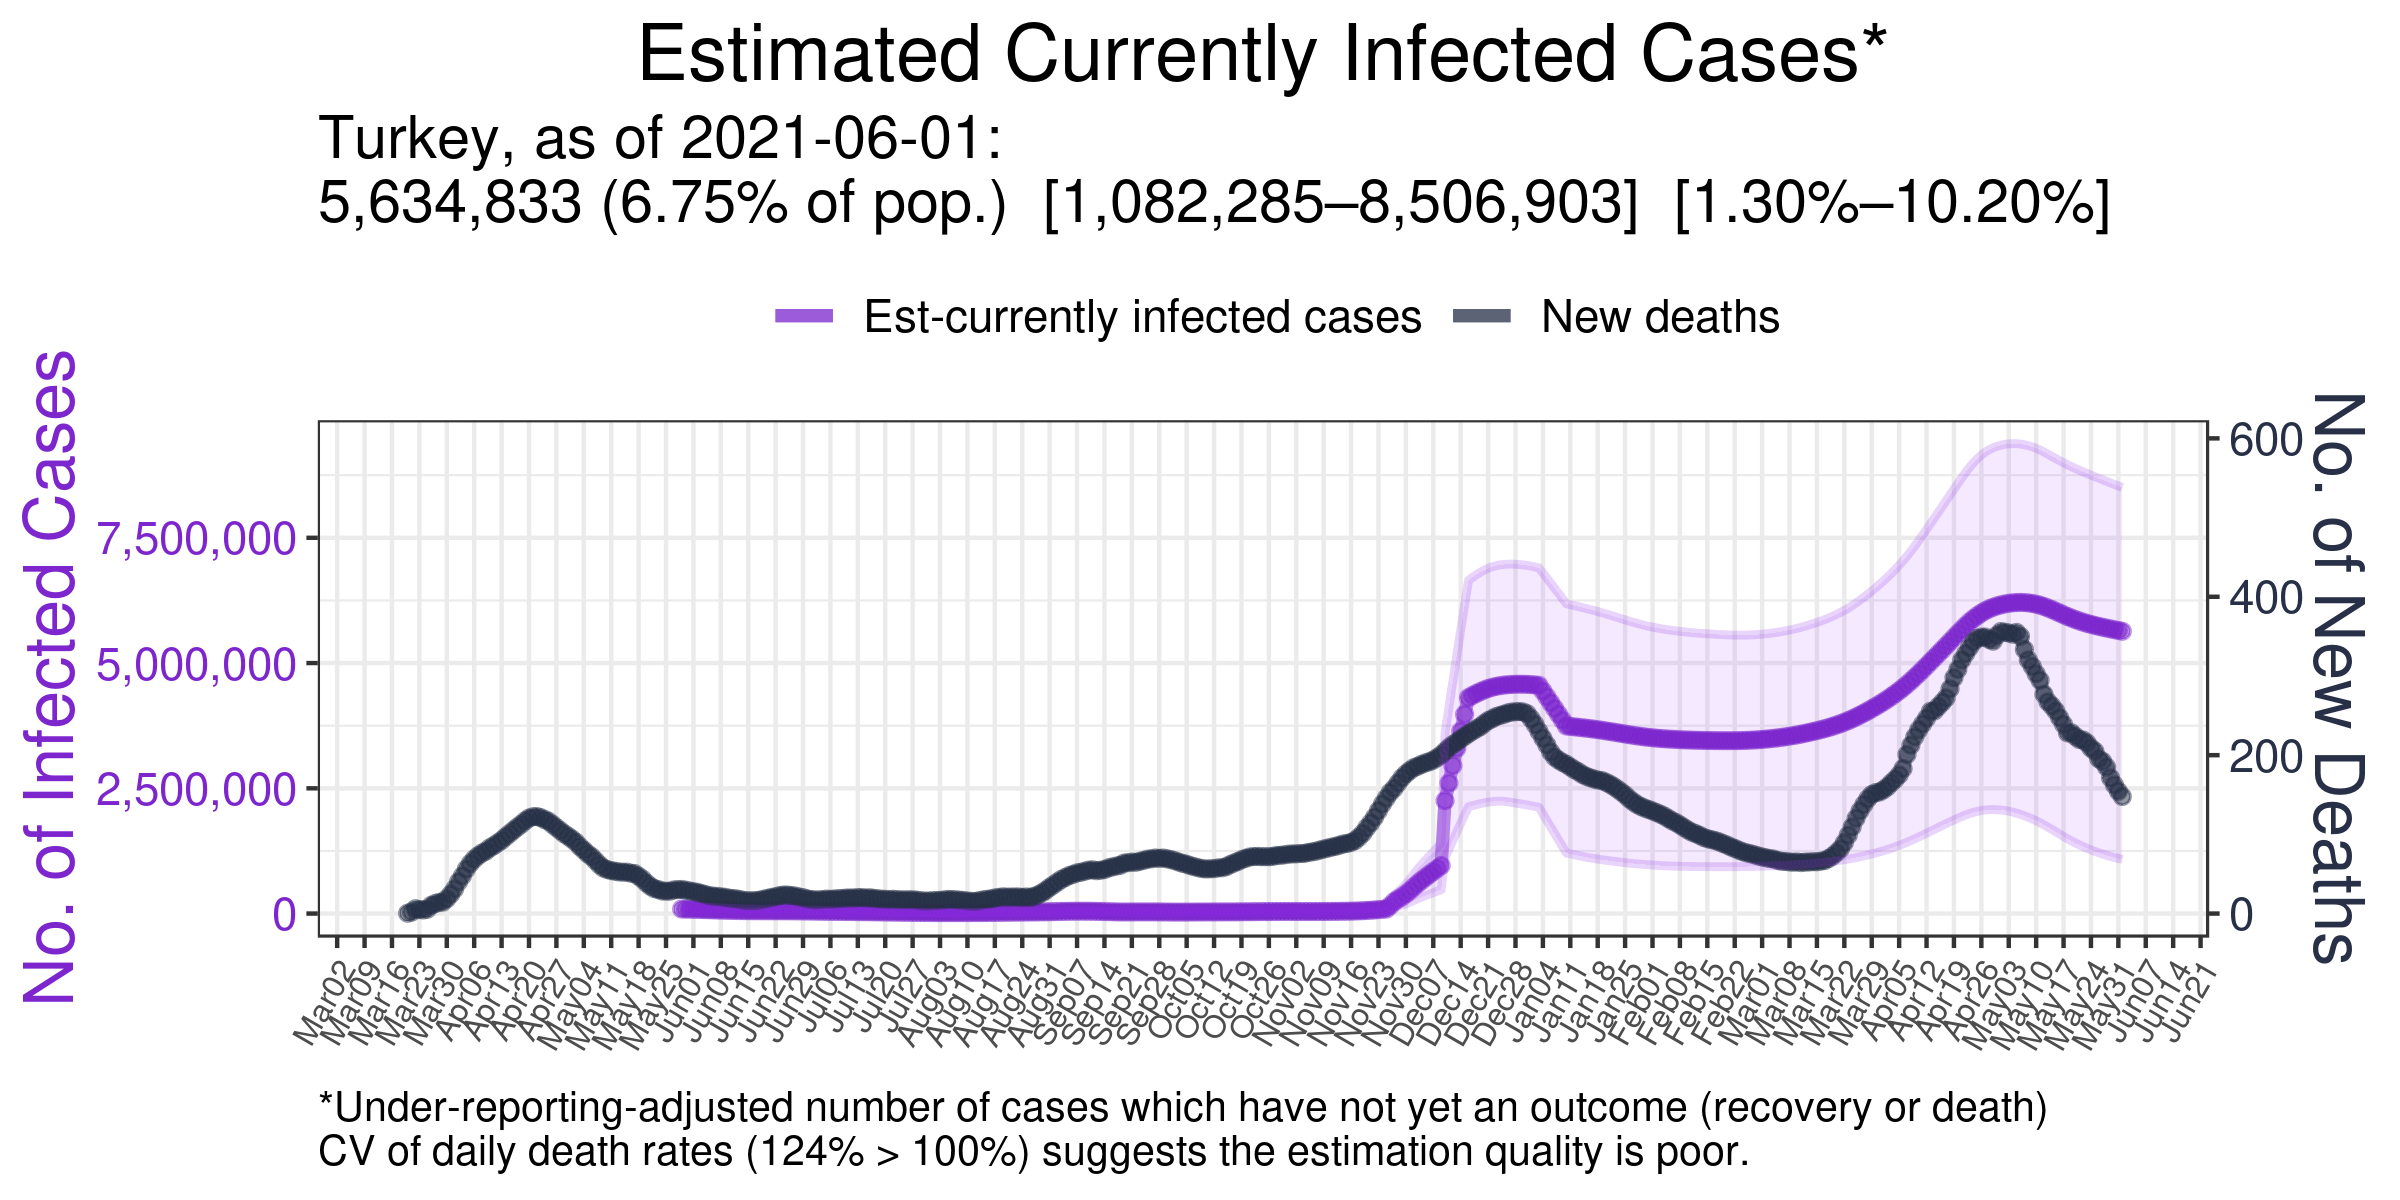 Estimated Currently Infected Cases*
Turkey, as of 2021-06-01:
5,634,833 (6.75% of pop.) [1,082,285–8,506,903] [1.30%–10.20%]
Est-currently infected cases New deaths
No. of Infected Cases
7,500,000
5,000,000
2,500,000
0
600
400
200
0
No. of New Deaths
Mar02
Mar09
Mar16
Mar23
Mar30
Apr06
Apr13
Apr20
Apr27
May04
May11
May18
May25
Jun01
Jun08
Jun15
Jun22
Jun29
Jul06
Jul13
Jul20
Jul27
Aug03
Aug10
Aug17
Aug24
Aug31
Sep07
Sep14
Sep21
Sep28
Oct05
Oct12
Oct19
Oct26
Nov02
Nov09
Nov16
Nov23
Nov30
Dec07
Dec14
Dec21
Dec28
Jan04
Jan11
Jan18
Jan25
Feb01
Feb08
Feb15
Feb22
Mar01
Mar08
Mar15
Mar22
Mar29
Apr05
Apr12
Apr19
Apr26
May03
May10
May17
May24
May31
Jun07
Jun14
Jun21
*Under-reporting-adjusted number of cases which have not yet an outcome (recovery or death)
CV of daily death rates (124% > 100%) suggests the estimation quality is poor.